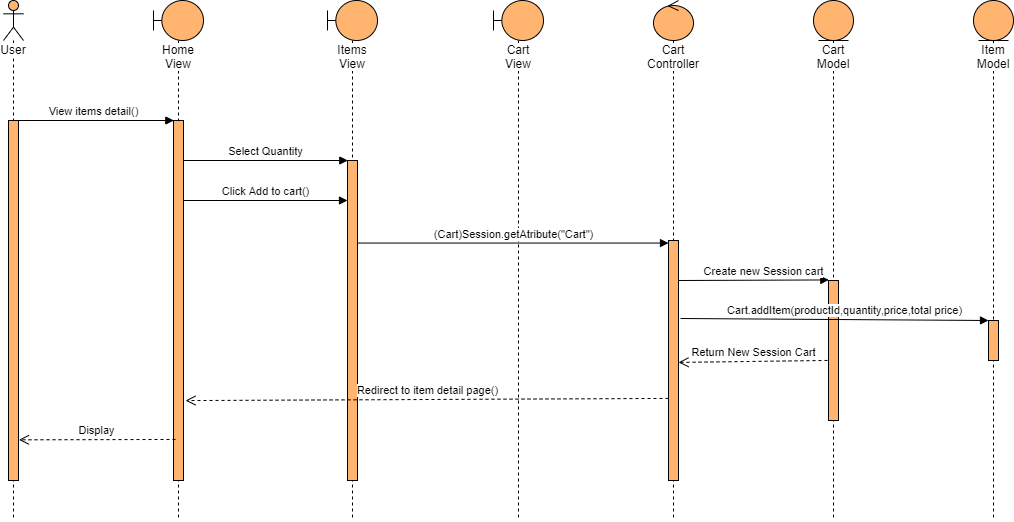 User
Home
View
Items
View
Cart
View
Cart
Controller
Cart
Model
Item
Model
View items detail()
Select Quantity
Click Add to cart()
(Cart)Session.getAtribute("Cart")
Create new Session cart
Cart.addItem(productId,quantity,price,total price)
Return New Session Cart
Redirect to item detail page()
Display